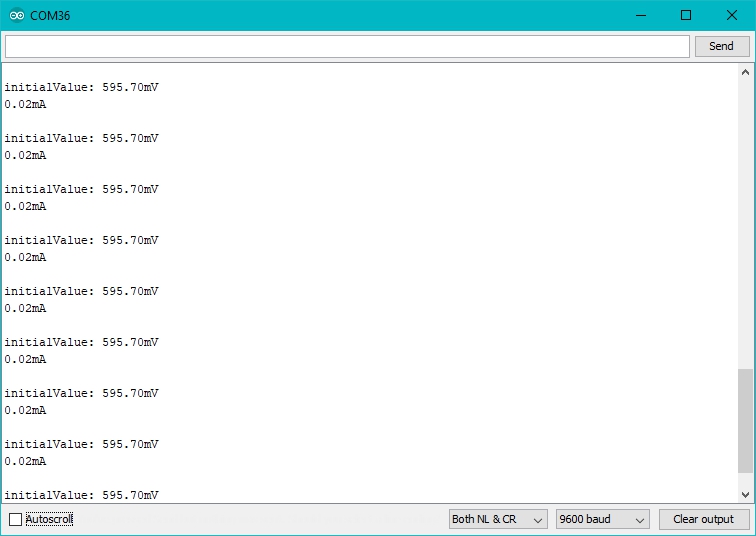 COM36
Send
initialValue: 595.70mV
0.02mA
initialValue: 595.70mV
0.02mA
initialValue: 595.70mV
0.02mA
initialValue: 595.70mV
0.02mA
initialValue: 595.70mV
0.02mA
initialValue: 595.70mV
0.02mA
initialValue: 595.70mV
0.02mA
initialValue: 595.70mV
0.02mA
initialValue: 595.70mV
Autoscroll
Both NL & CR
9600 baud
Clear output